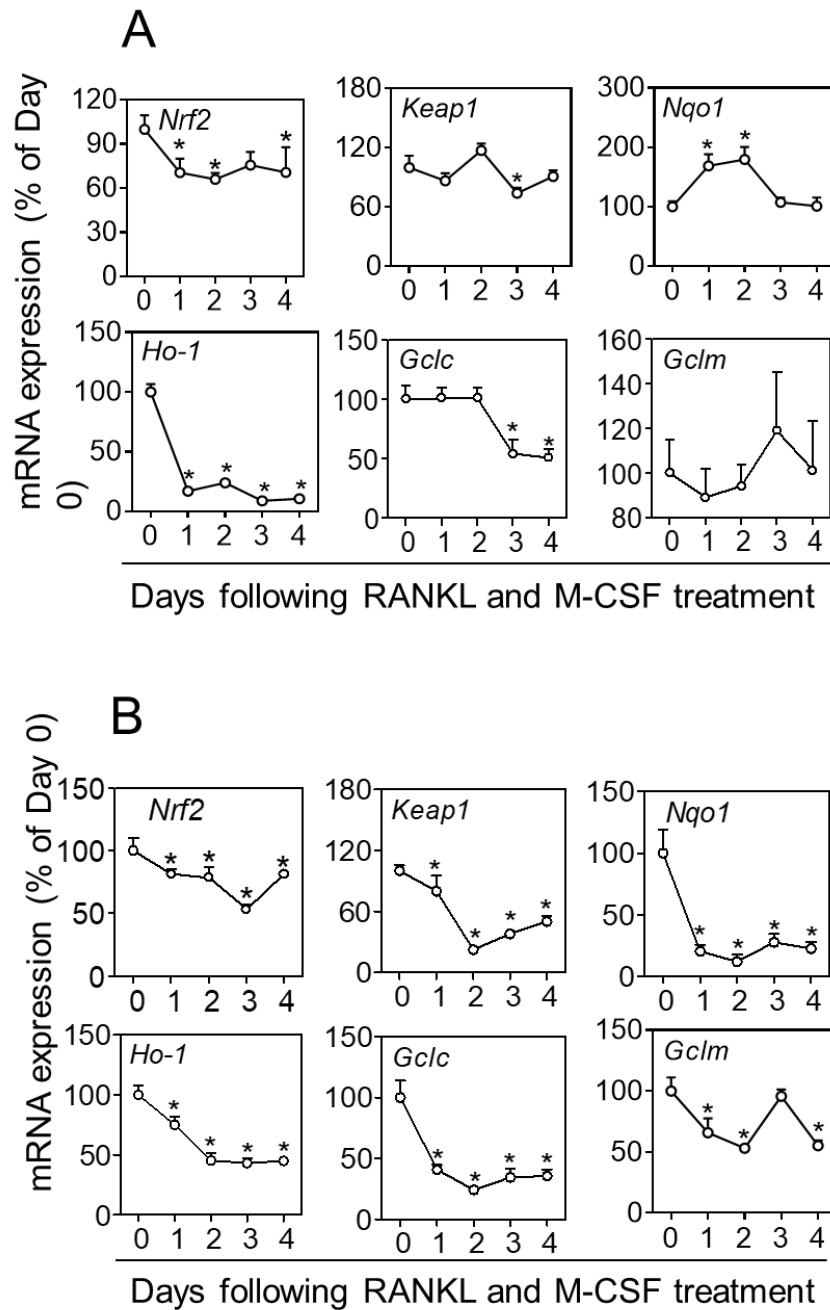 A
mRNA expression (% of Day
0)
Nrf2
120
90
60
30
0
* * *
0 1 2 3 4
Keap1
180
120
60
0
*
0 1 2 3 4
Nqo1
300
200
100
0
* *
0 1 2 3 4
Ho-1
150
100
50
0
* * * *
0 1 2 3 4
Gclc
150
100
50
0
* *
0 1 2 3 4
Gclm
160
140
120
100
80
0 1 2 3 4
Days following RANKL and M-CSF treatment
B
mRNA expression (% of Day 0)
Nrf2
150
100
50
0
* * * *
0 1 2 3 4
Keap1
180
120
60
0
* * * *
0 1 2 3 4
Nqo1
150
100
50
0
* * * *
0 1 2 3 4
Ho-1
150
100
50
0
* * * *
0 1 2 3 4
Gclc
150
100
50
0
* * * *
0 1 2 3 4
Gclm
150
100
50
0
* * *
0 1 2 3 4
Days following RANKL and M-CSF treatment